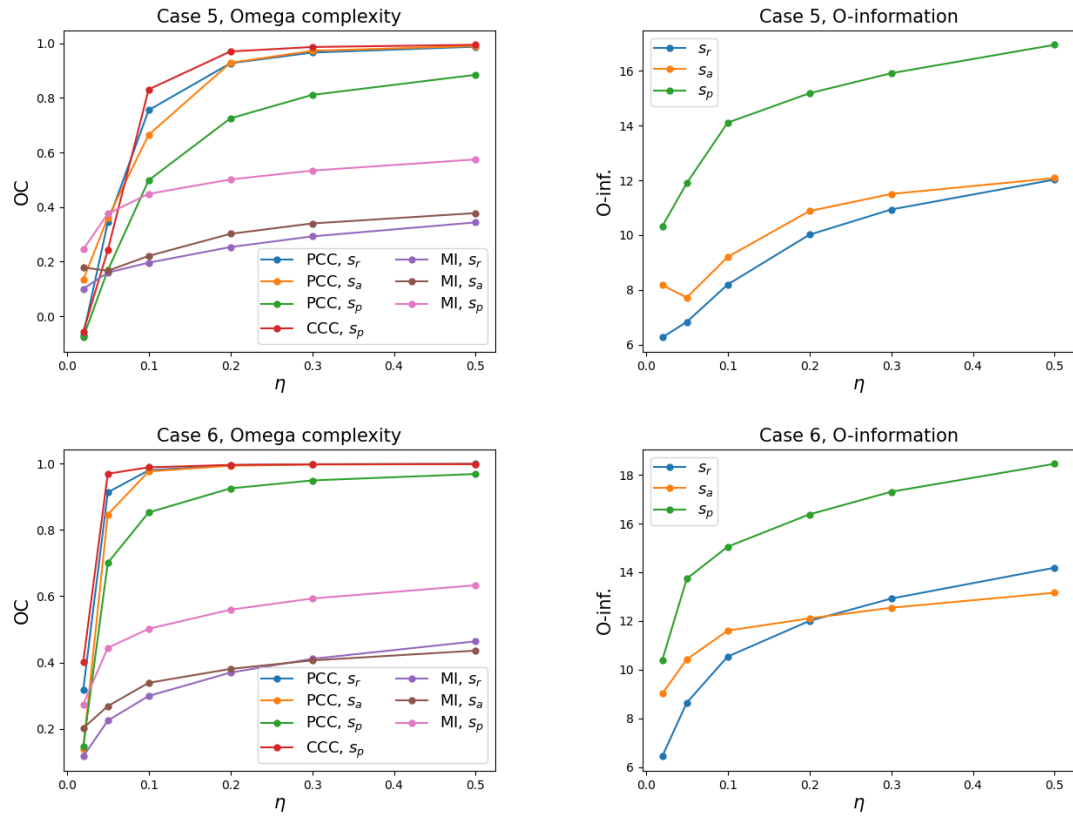 Case 5, Omega complexity
OC
1.0
0.8
0.6
0.4
0.2
0.0
PCC, s_r
PCC, s_a
PCC, s_p
CCC, s_p
MI, s_r
MI, s_a
MI, s_p
0.0 0.1 0.2 0.3 0.4 0.5
η
Case 5, O-information
O-inf.
s_r
s_a
s_p
16
14
12
10
8
6
0.0 0.1 0.2 0.3 0.4 0.5
η
Case 6, Omega complexity
OC
1.0
0.8
0.6
0.4
0.2
PCC, s_r
PCC, s_a
PCC, s_p
CCC, s_p
MI, s_r
MI, s_a
MI, s_p
0.0 0.1 0.2 0.3 0.4 0.5
η
Case 6, O-information
O-inf.
s_r
s_a
s_p
18
16
14
12
10
8
6
0.0 0.1 0.2 0.3 0.4 0.5
η